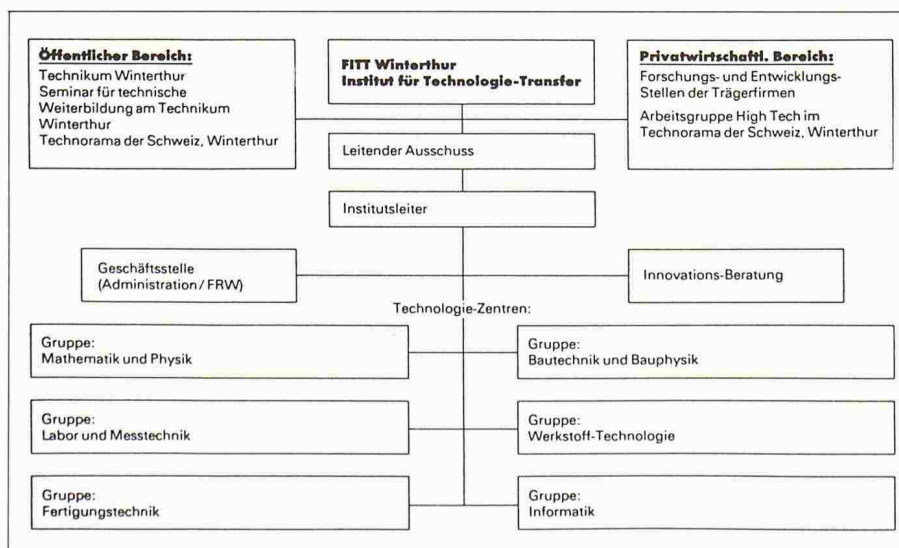 Öffentlicher Bereich:
Technikum Winterthur
Seminar für technische
Weiterbildung am Technikum
Winterthur
Technorama der Schweiz, Winterthur
FITT Winterthur
Institut für Technologie-Transfer
Privatwirtschaftl. Bereich:
Forschungs- und Entwicklungs-
Stellen der Trägerfirmen
Arbeitsgruppe High Tech im
Technorama der Schweiz, Winterthur
Leitender Ausschuss
Institutsleiter
Geschäftsstelle
(Administration / FRW)
Innovations-Beratung
Technologie-Zentren:
Gruppe:
Mathematik und Physik
Gruppe:
Bautechnik und Bauphysik
Gruppe:
Labor und Messtechnik
Gruppe:
Werkstoff-Technologie
Gruppe:
Fertigungstechnik
Gruppe:
Informatik